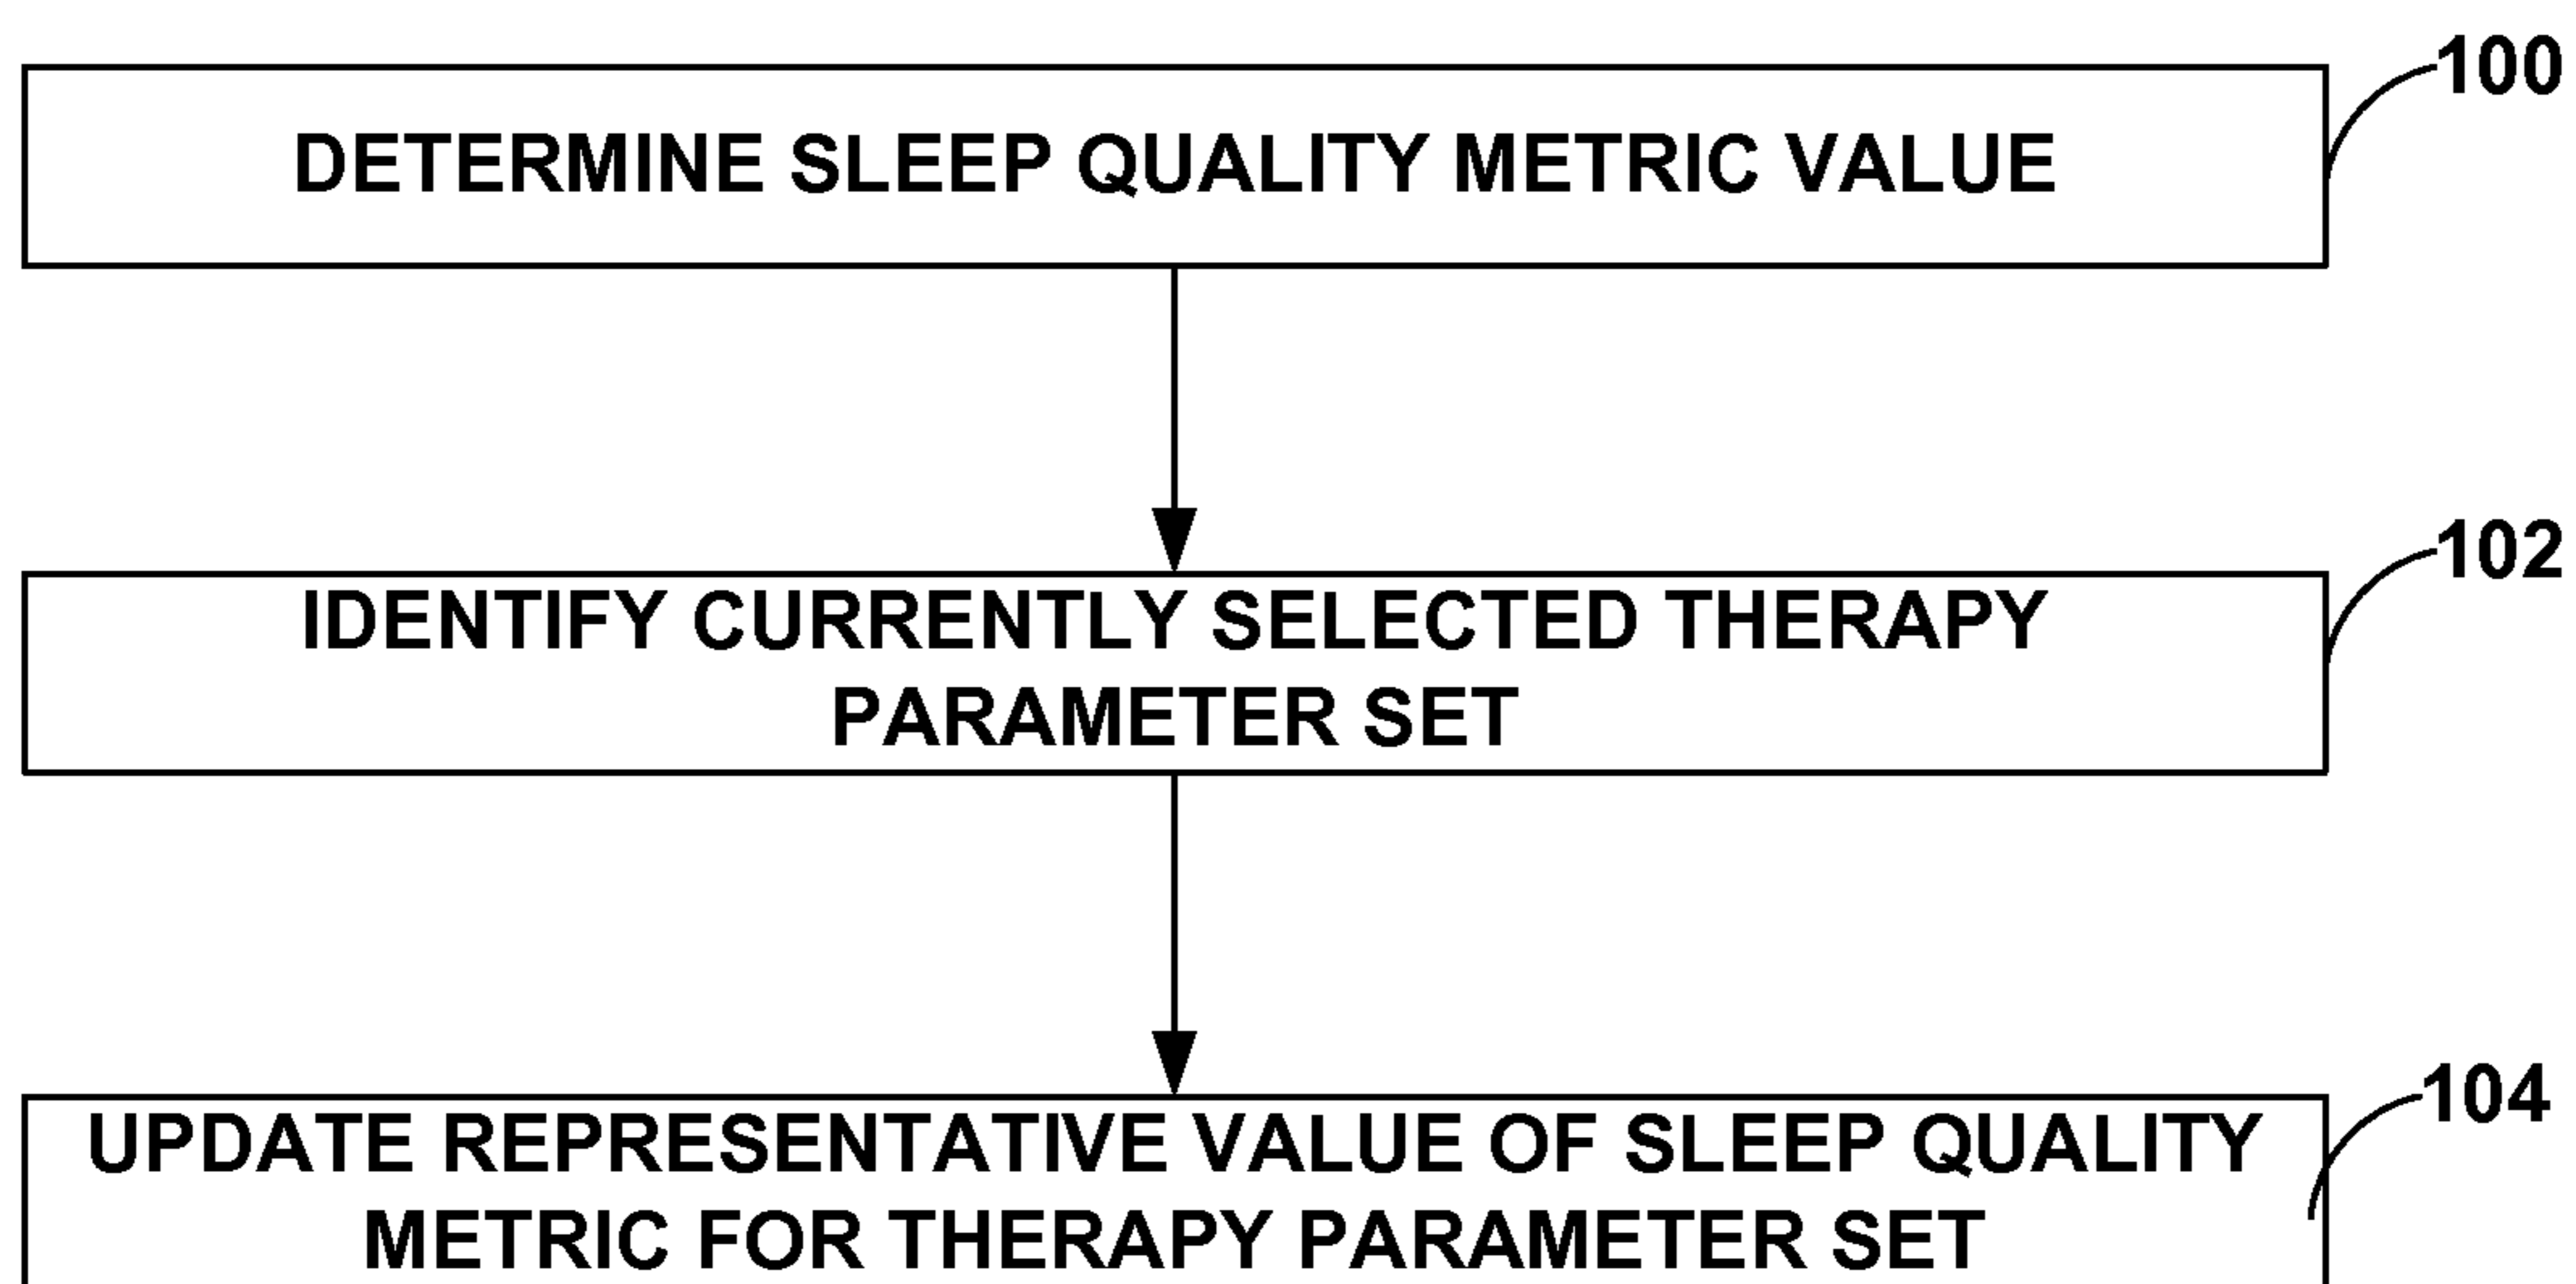 100
DETERMINE SLEEP QUALITY METRIC VALUE
102
IDENTIFY CURRENTLY SELECTED THERAPY
PARAMETER SET
104
UPDATE REPRESENTATIVE VALUE OF SLEEP QUALITY
METRIC FOR THERAPY PARAMETER SET